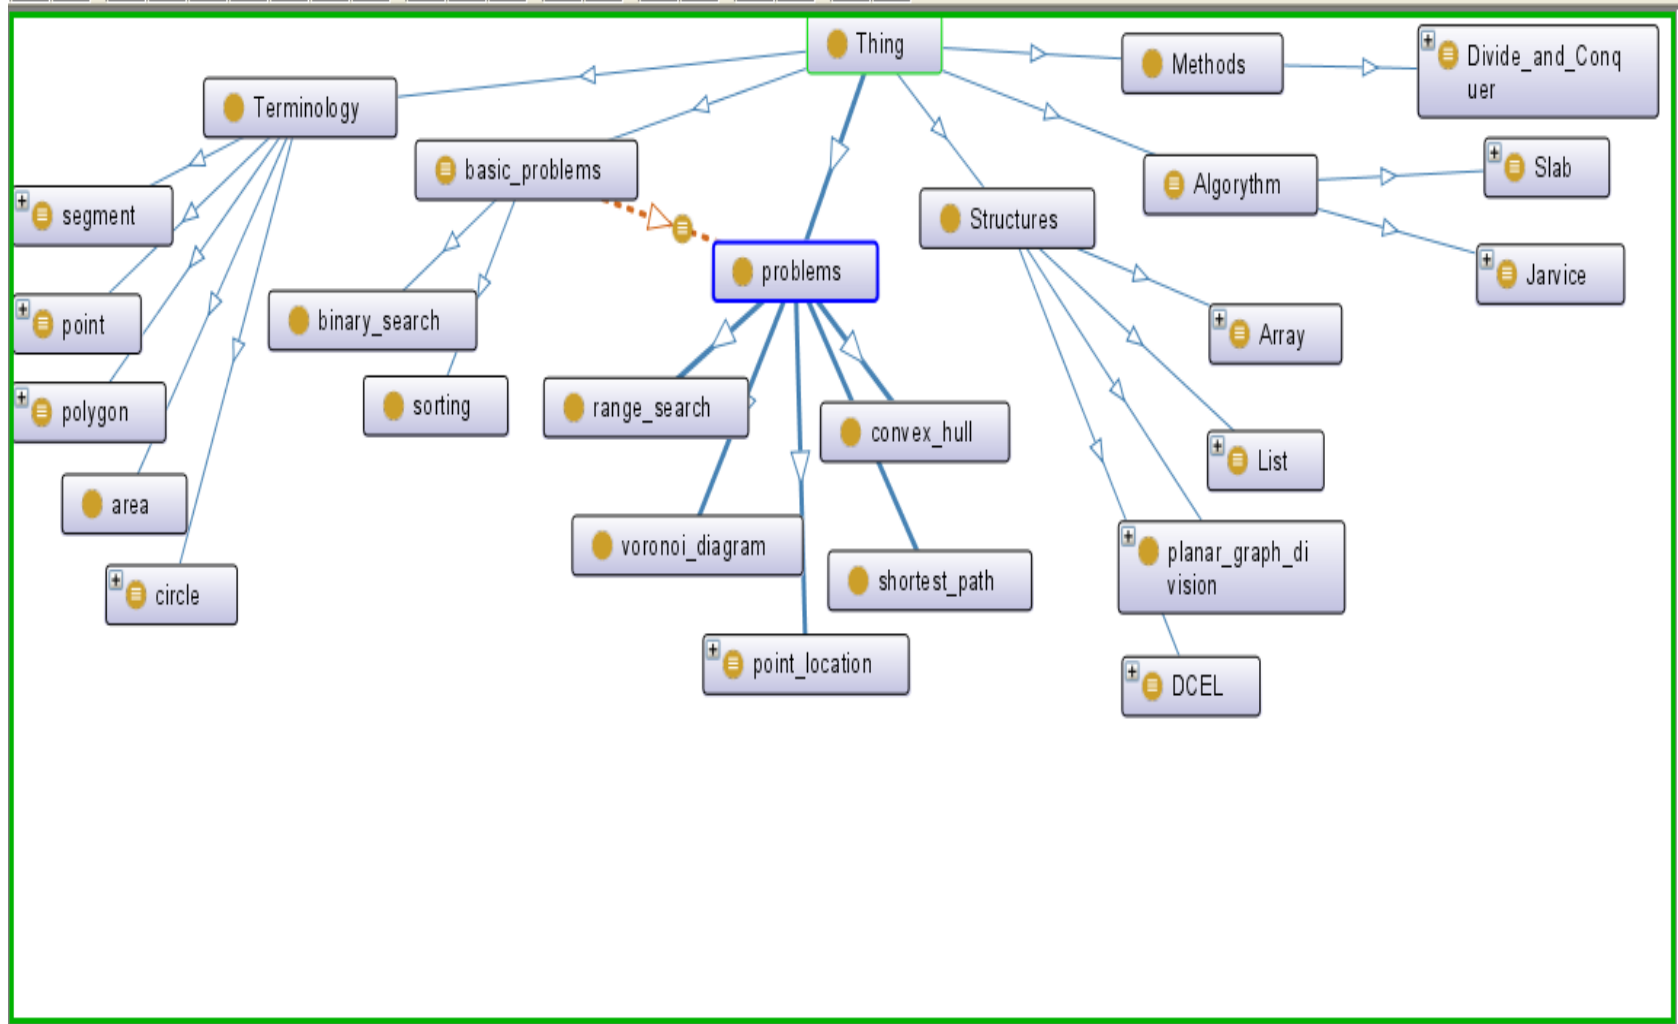 Thing
Methods
Divide_and_Conq
uer
Terminology
basic_problems
Algorythm
Slab
segment
Structures
problems
Jarvice
point
binary_search
Array
polygon
sorting
range_search
convex_hull
List
area
voronoi_diagram
shortest_path
planar_graph_di
vision
circle
point_location
DCEL